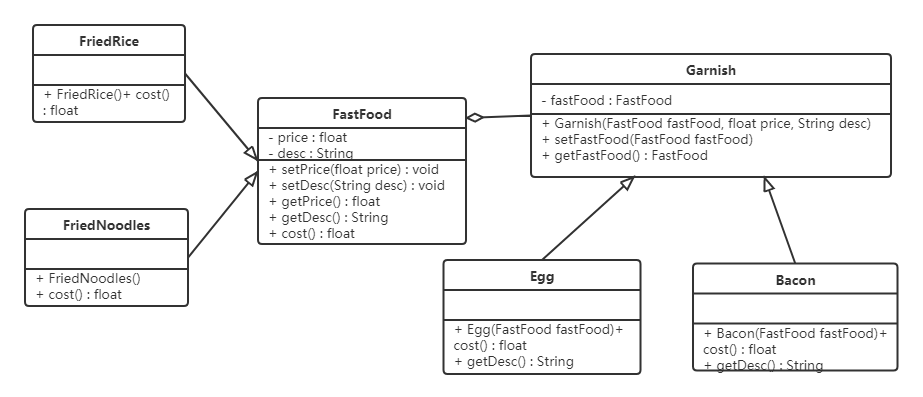 FriedRice
+ FriedRice()+ cost()
: float
FastFood
- price : float
- desc : String
+ setPrice(float price) : void
+ setDesc(String desc) : void
+ getPrice() : float
+ getDesc() : String
+ cost() : float
Garnish
- fastFood : FastFood
+ Garnish(FastFood fastFood, float price, String desc)
+ setFastFood(FastFood fastFood)
+ getFastFood() : FastFood
FriedNoodles
+ FriedNoodles()
+ cost() : float
Egg
+ Egg(FastFood fastFood)+
cost() : float
+ getDesc() : String
Bacon
+ Bacon(FastFood fastFood)+
cost() : float
+ getDesc() : String